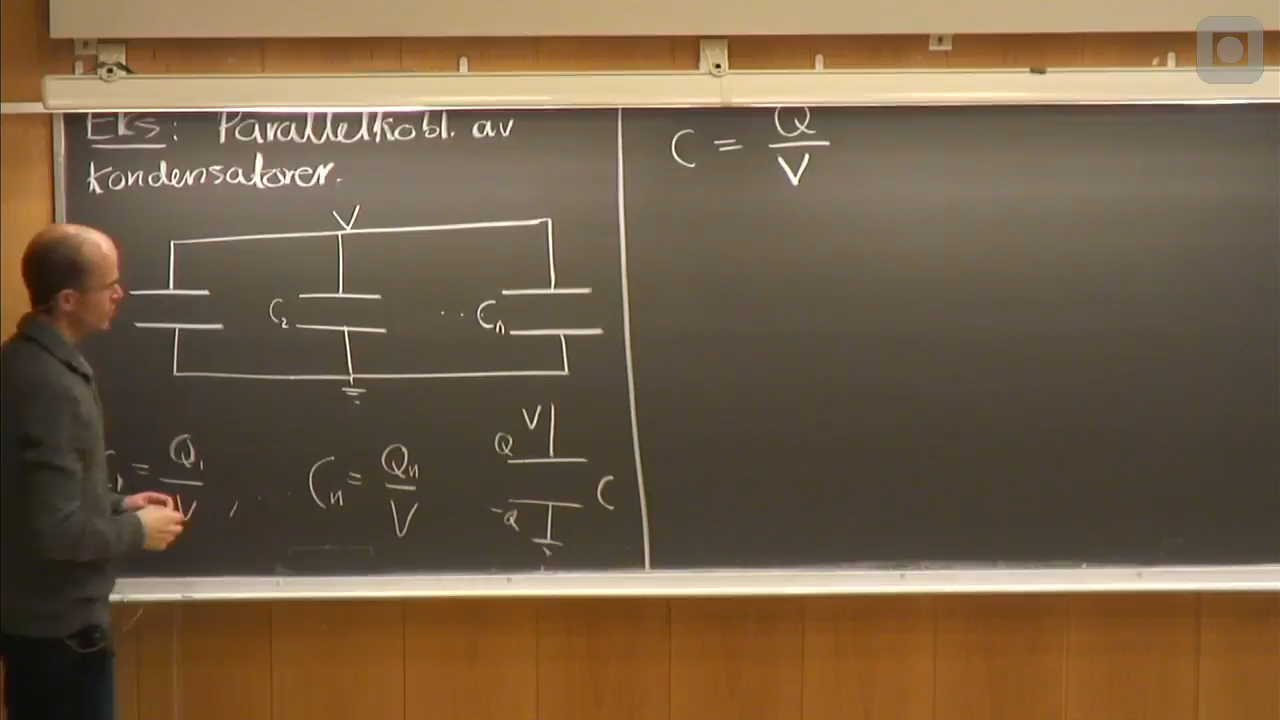 Eks: Parallellkobl. av
kondensatorer.
V
C₂ ·· Cₙ
V
Q
C₁ = Q₁/V , ... Cₙ = Qₙ/V
C
-Q
C = Q/V